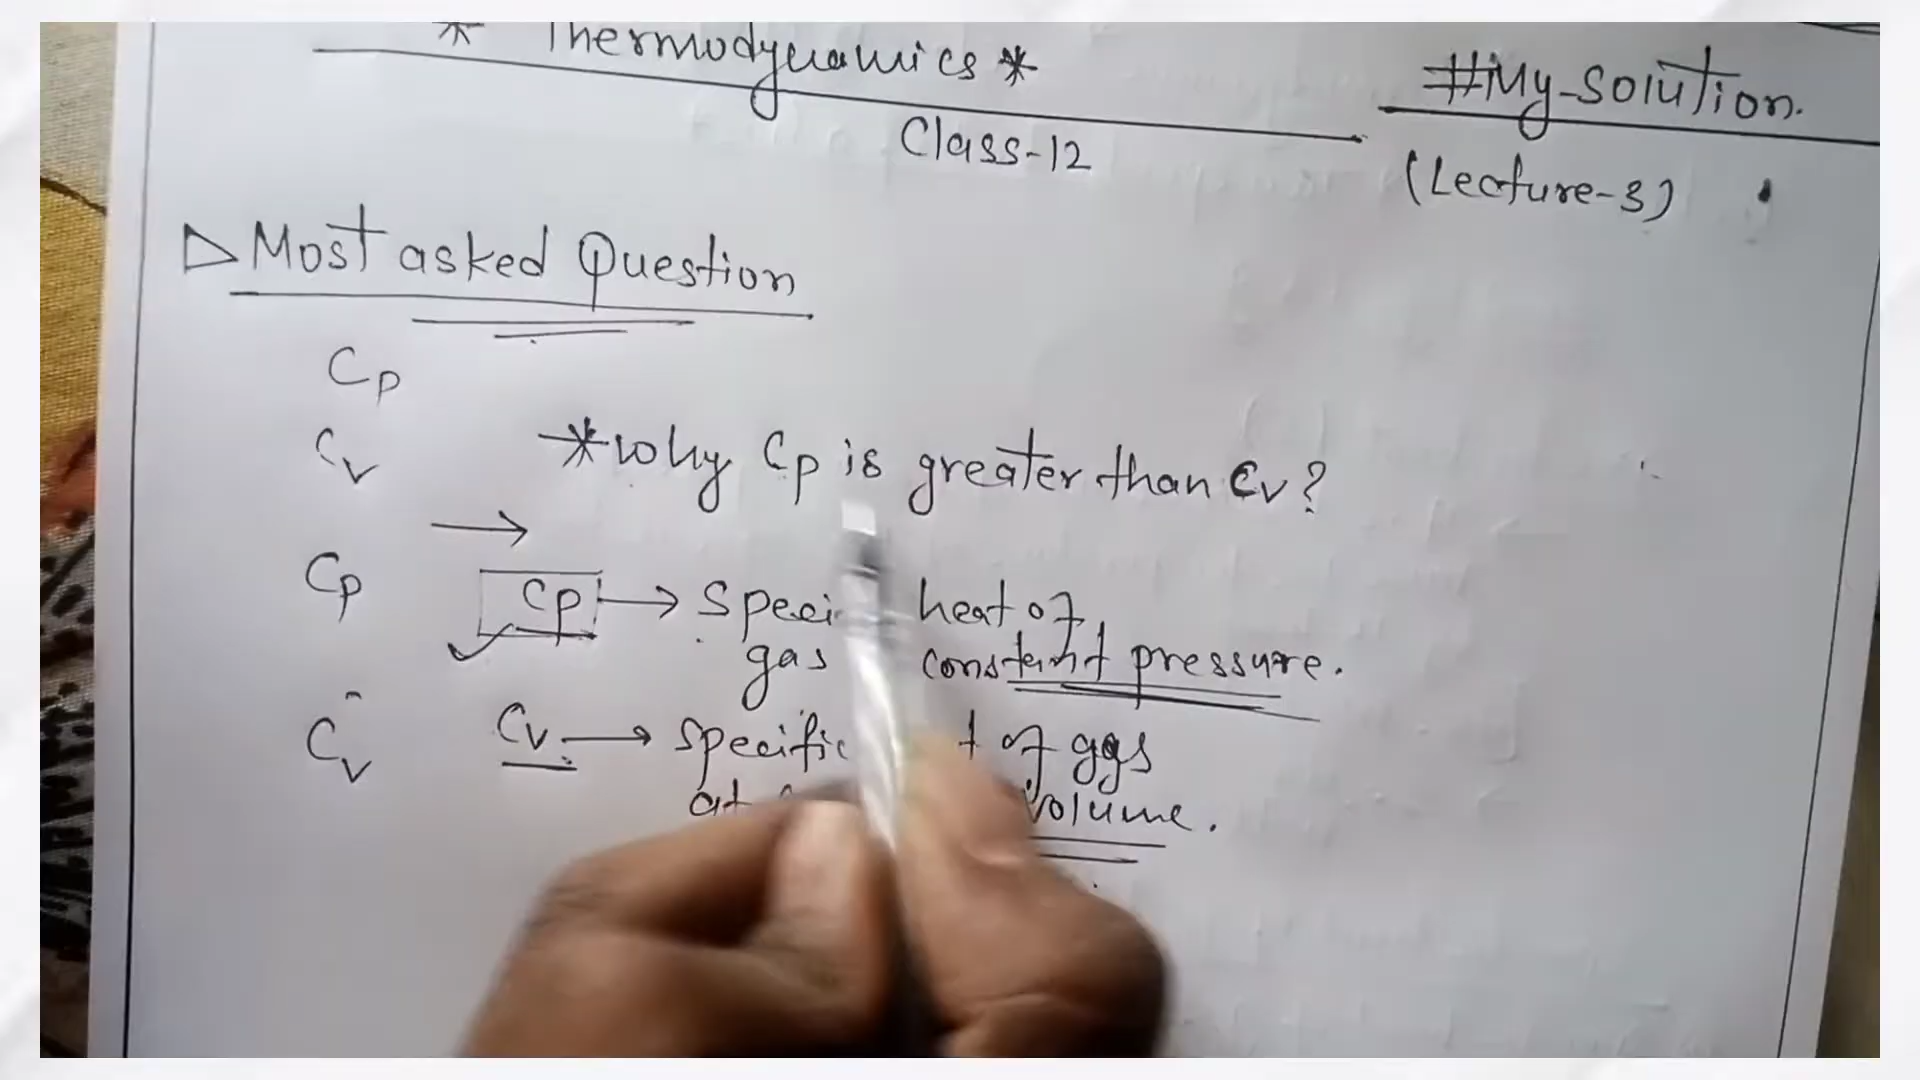 * Thermodynamics *
#My-Solution.
Class-12
(Lecture-3)
Most asked Question
Cp
Cv
*Why Cp is greater than Cv?
Cp
Cp → heat of
gas constant pressure.
Cv
Cv → specific of gas
at volume.